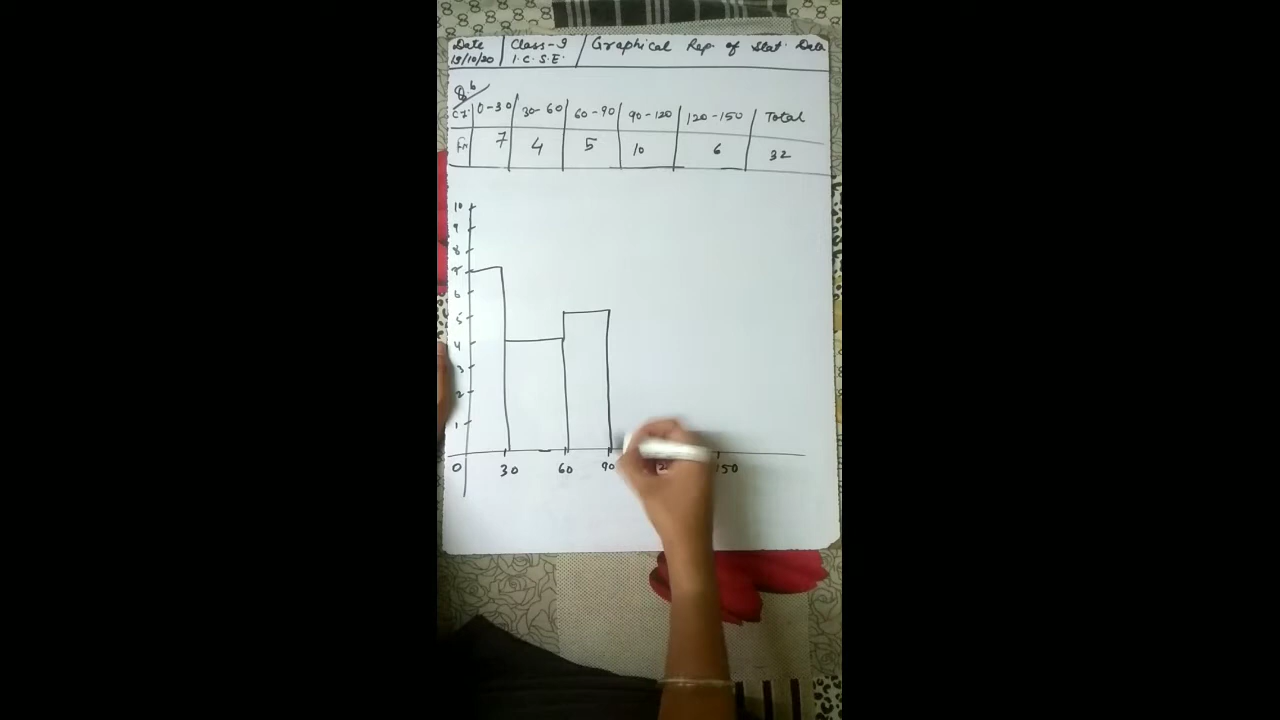 Date 19/10/20 / Class-9 I.C.S.E. / Graphical Rep. of Stat. Data
Q.6
C.I. 0-30 30-60 60-90 90-120 120-150 Total
Fr. 7 4 5 10 6 32
10
9
8
7
6
5
4
3
2
1
0 30 60 90 150